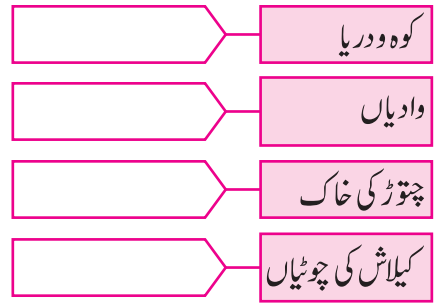 کوہ و دریا
وادیاں
چتوڑ کی خاک
کیلاش کی چوٹیاں